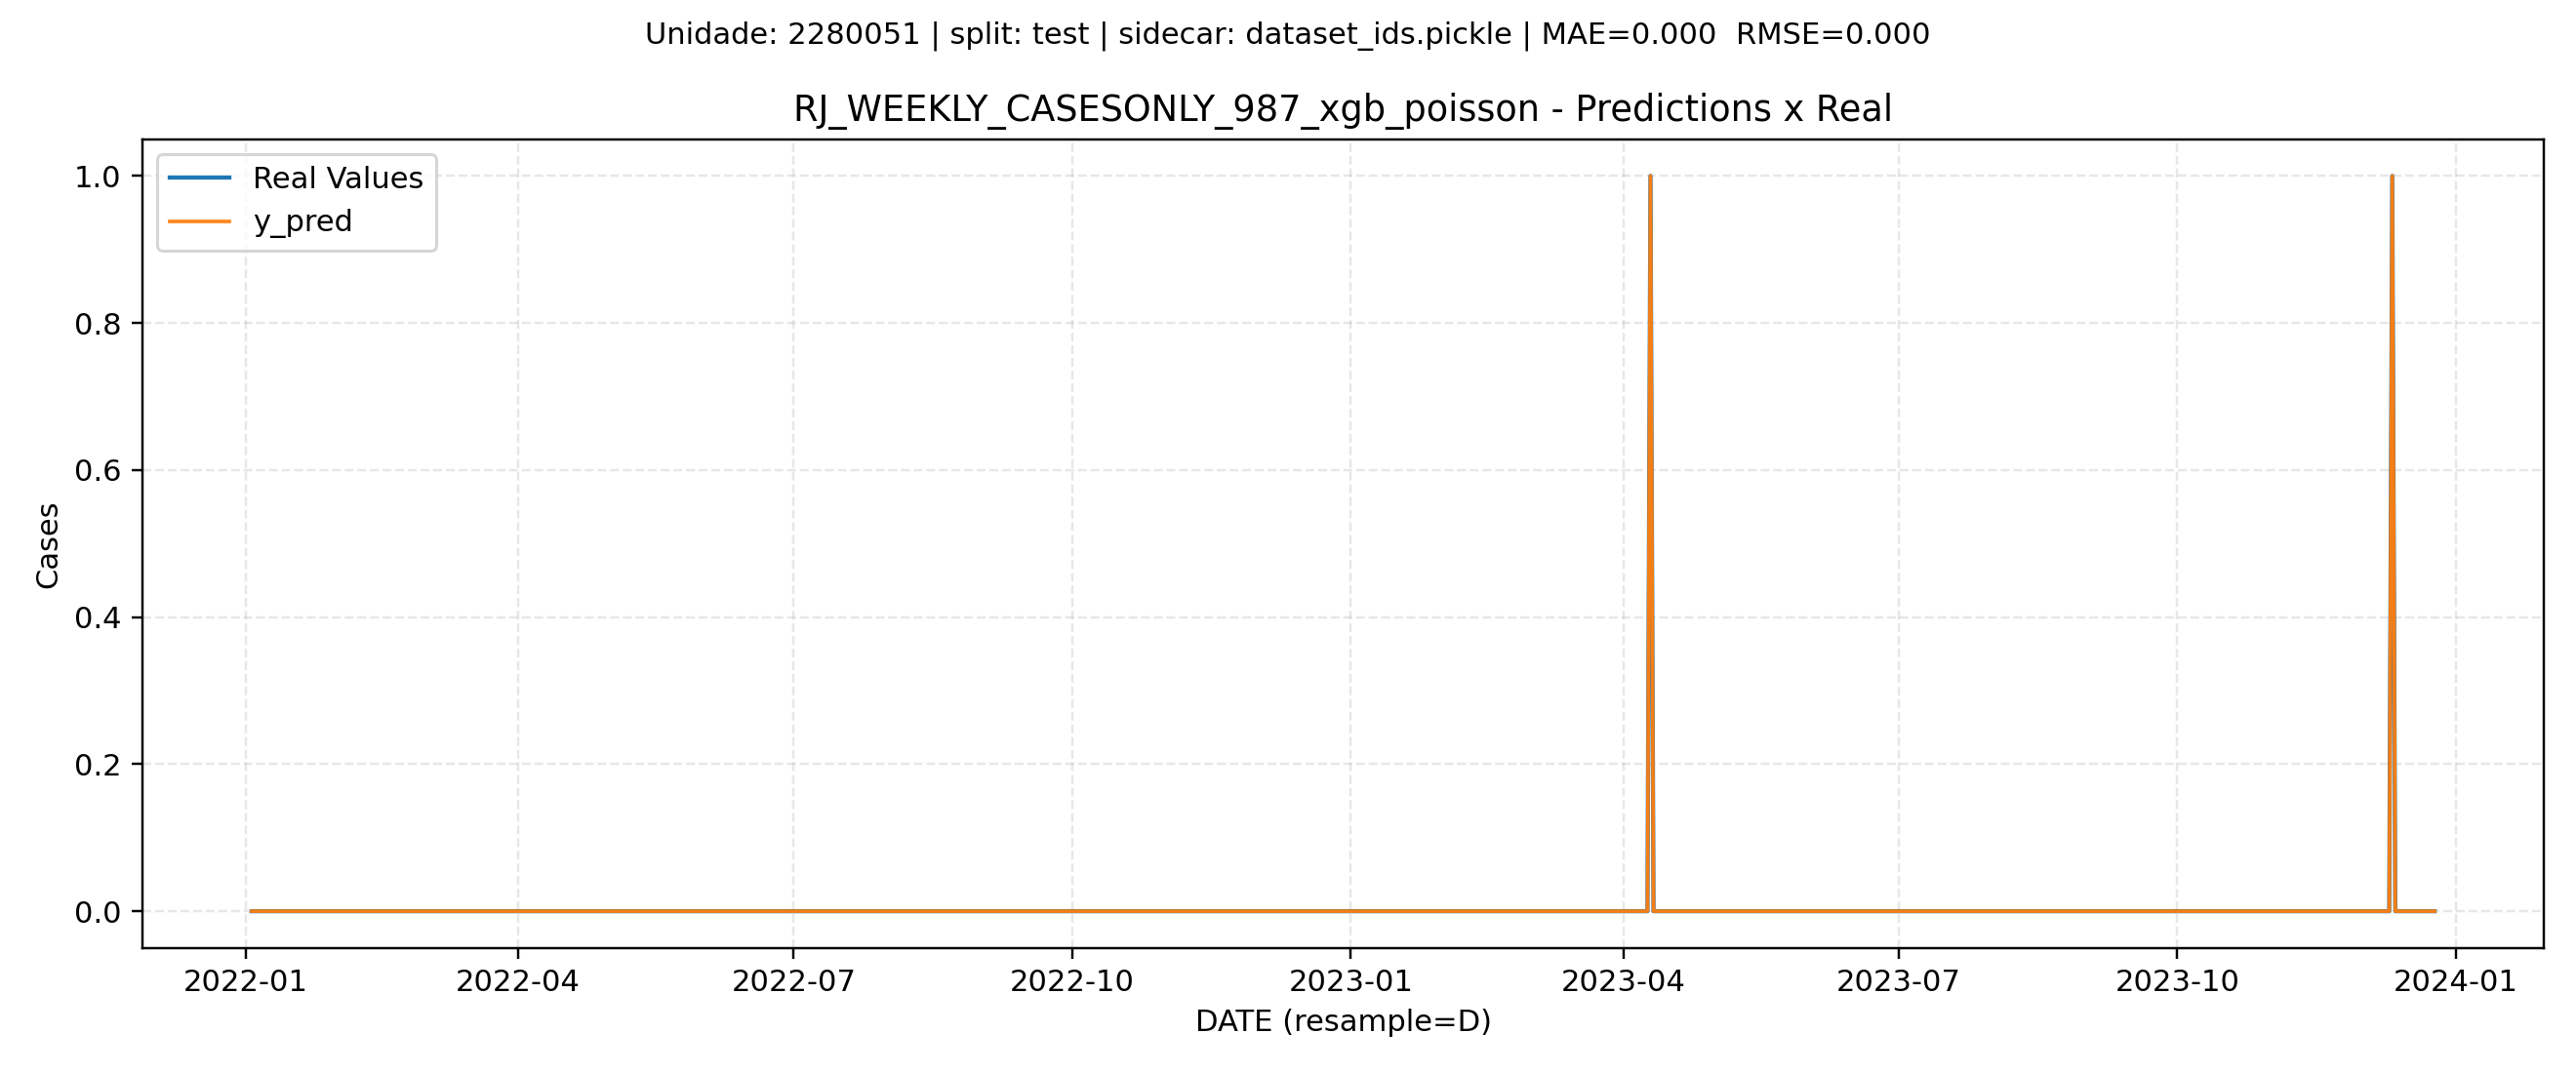 Unidade: 2280051 | split: test | sidecar: dataset_ids.pickle | MAE=0.000  RMSE=0.000
RJ_WEEKLY_CASESONLY_987_xgb_poisson - Predictions x Real
Real Values
y_pred
1.0
0.8
0.6
0.4
0.2
0.0
Cases
2022-01
2022-04
2022-07
2022-10
2023-01
2023-04
2023-07
2023-10
2024-01
DATE (resample=D)